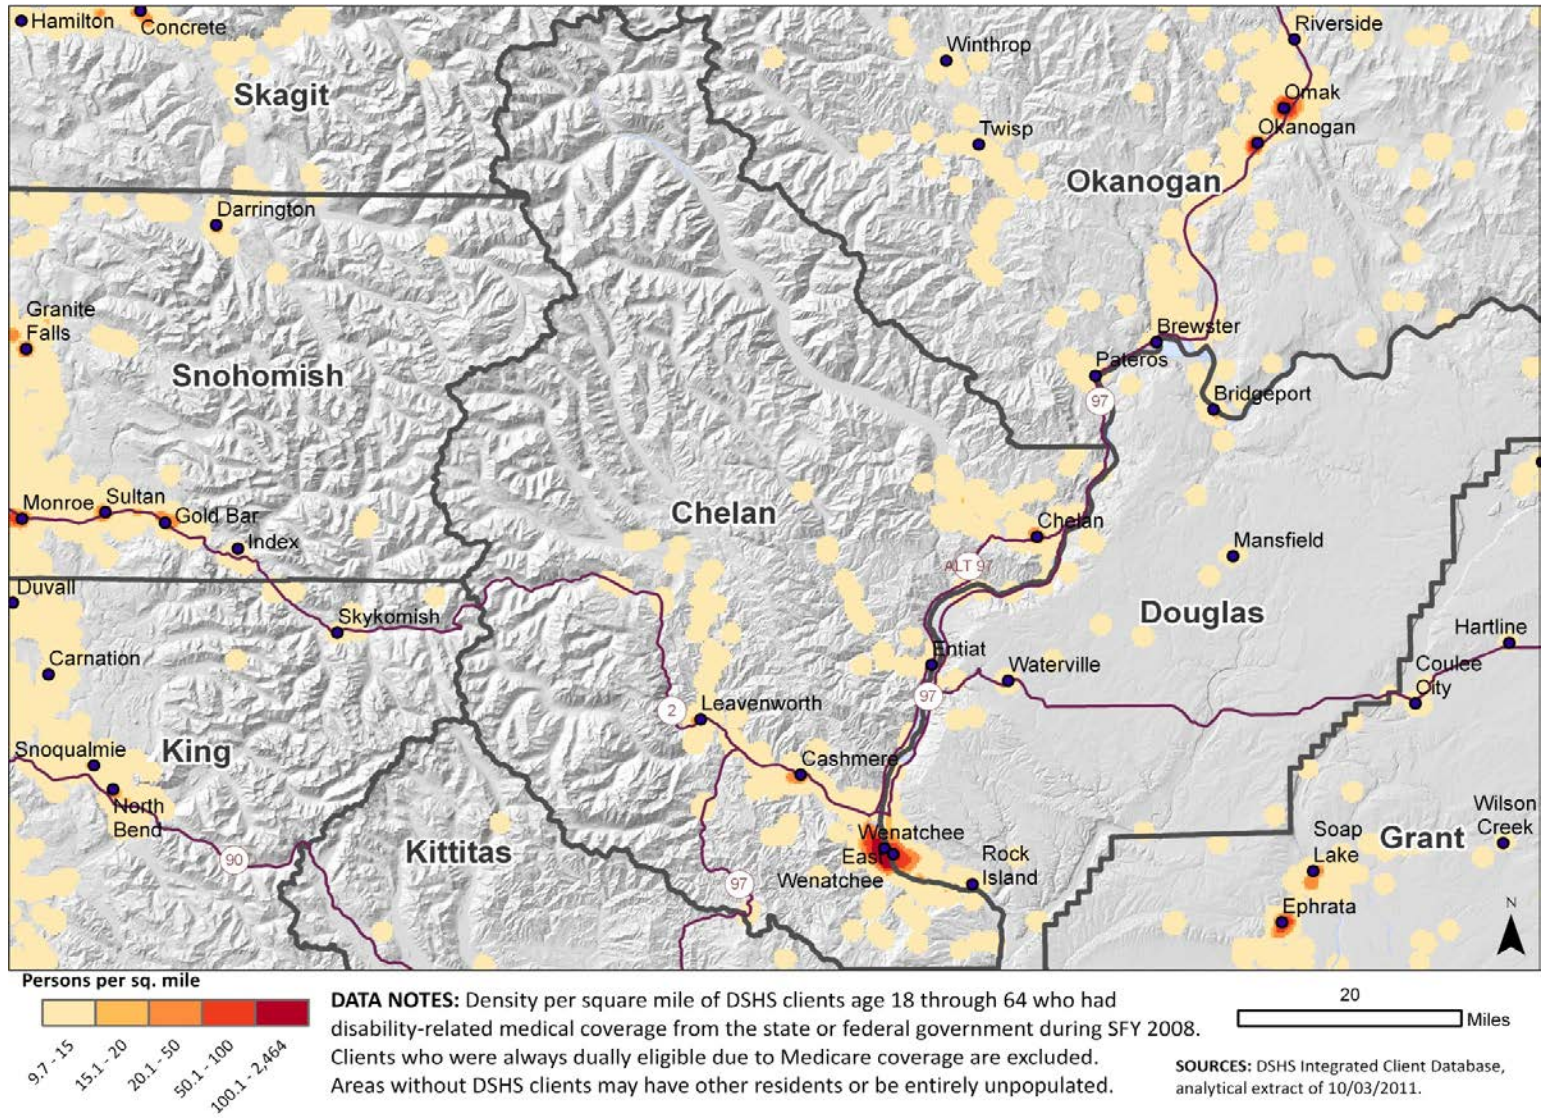 Hamilton
Concrete
Winthrop
Riverside
Skagit
Omak
Twisp
Okanogan
Okanogan
Darrington
Granite
Falls
Brewster
Snohomish
Pateros
97
Bridgeport
Monroe
Sultan
Gold Bar
Chelan
Chelan
Index
Mansfield
ALT 97
Duvall
Skykomish
Douglas
Hartline
Carnation
Entiat
Waterville
Coulee
City
97
2
Leavenworth
Snoqualmie
King
Cashmere
North
Bend
Wilson
Creek
Wenatchee
Soap
Lake
Grant
90
Kittitas
East
Wenatchee
Rock
Island
97
Ephrata
N
Persons per sq. mile
9.7 - 15
15.1 - 20
20.1 - 50
50.1 - 100
100.1 - 2,464
DATA NOTES: Density per square mile of DSHS clients age 18 through 64 who had
disability-related medical coverage from the state or federal government during SFY 2008.
Clients who were always dually eligible due to Medicare coverage are excluded.
Areas without DSHS clients may have other residents or be entirely unpopulated.
20
Miles
SOURCES: DSHS Integrated Client Database,
analytical extract of 10/03/2011.